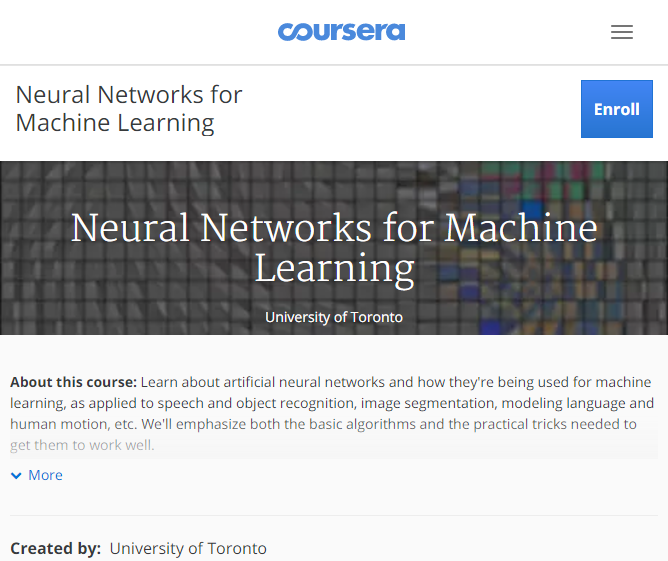 coursera
Neural Networks for
Machine Learning
Enroll
Neural Networks for Machine
Learning
University of Toronto
About this course: Learn about artificial neural networks and how they're being used for machine
learning, as applied to speech and object recognition, image segmentation, modeling language and
human motion, etc. We'll emphasize both the basic algorithms and the practical tricks needed to
get them to work well.
More
Created by: University of Toronto